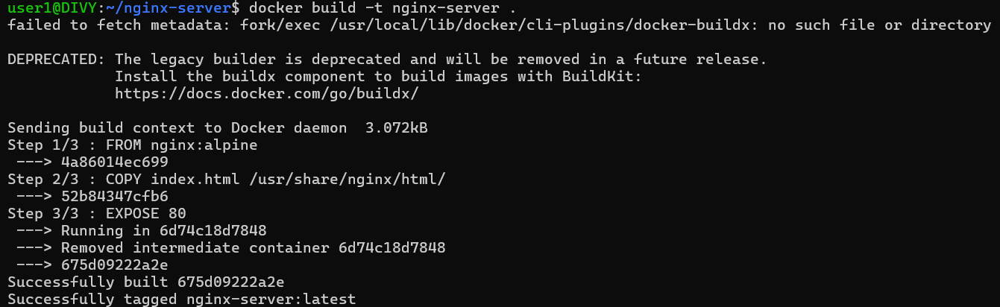 user1@DIVY:~/nginx-server$ docker build -t nginx-server .
failed to fetch metadata: fork/exec /usr/local/lib/docker/cli-plugins/docker-buildx: no such file or directory
DEPRECATED: The legacy builder is deprecated and will be removed in a future release.
Install the buildx component to build images with BuildKit:
https://docs.docker.com/go/buildx/
Sending build context to Docker daemon  3.072kB
Step 1/3 : FROM nginx:alpine
---> 4a86014ec699
Step 2/3 : COPY index.html /usr/share/nginx/html/
---> 52b84347cfb6
Step 3/3 : EXPOSE 80
---> Running in 6d74c18d7848
---> Removed intermediate container 6d74c18d7848
---> 675d09222a2e
Successfully built 675d09222a2e
Successfully tagged nginx-server:latest